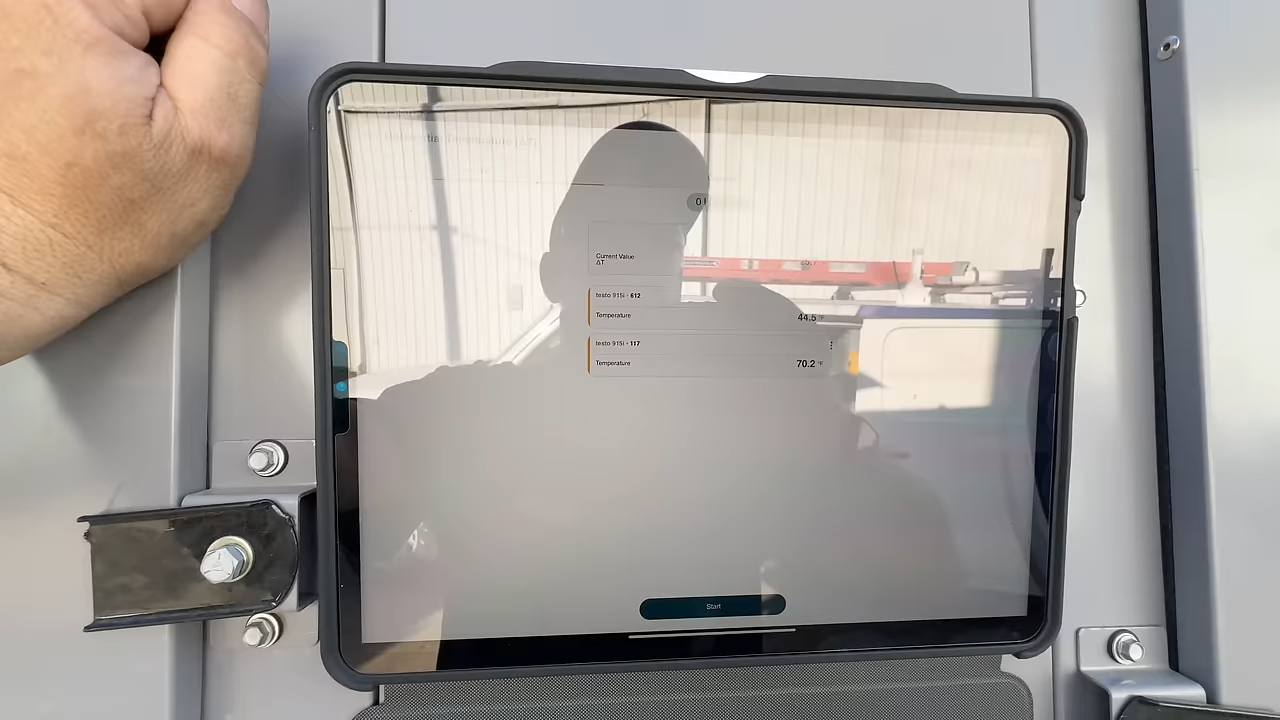 Current Value
ΔT
testo 915i · 612
Temperature 44.5 °F
testo 915i · 117
Temperature 70.2 °F
Start